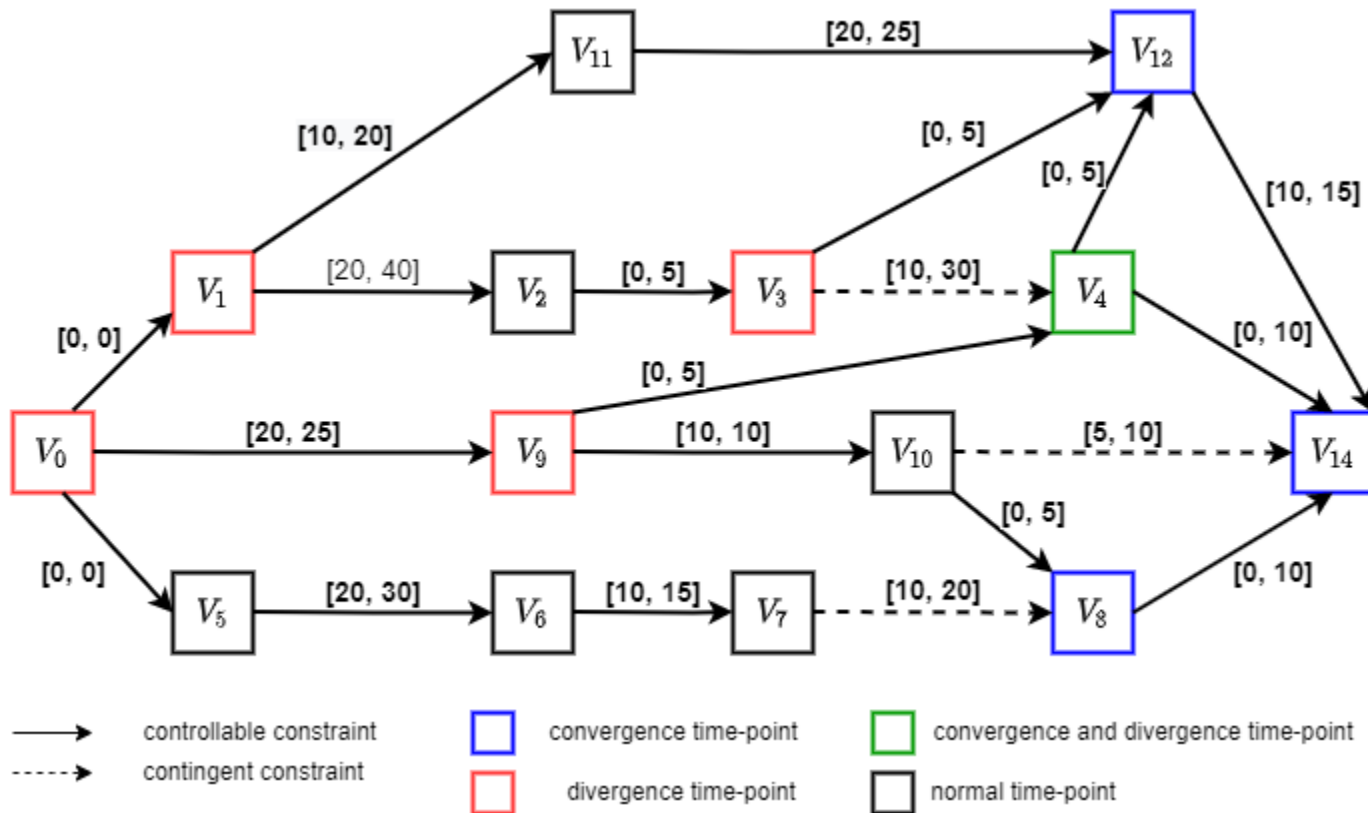 [20, 25]
V11
V12
[10, 20]
[0, 5]
[0, 5]
[10, 15]
[20, 40]
[0, 5]
[10, 30]
V1
V2
V3
V4
[0, 0]
[0, 10]
[0, 5]
[20, 25]
[10, 10]
[5, 10]
V0
V9
V10
V14
[0, 5]
[0, 0]
[20, 30]
[10, 15]
[10, 20]
[0, 10]
V5
V6
V7
V8
controllable constraint
convergence time-point
convergence and divergence time-point
contingent constraint
divergence time-point
normal time-point